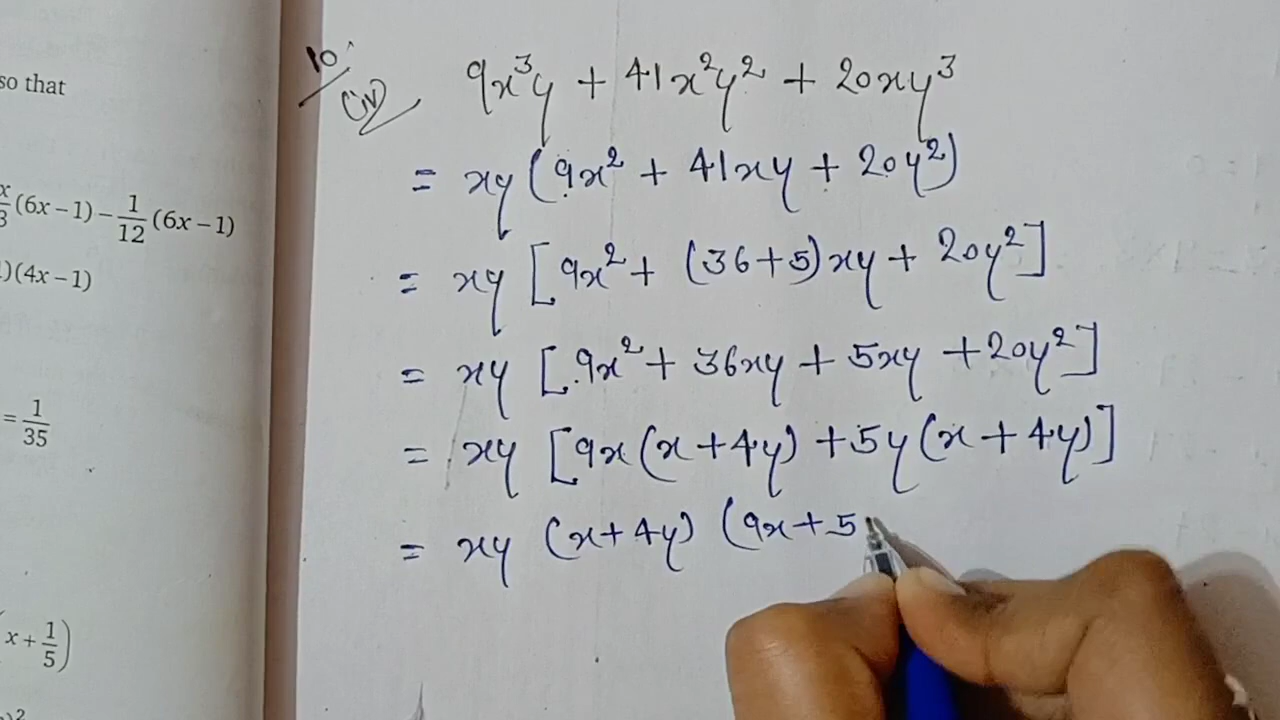 so that
x/3 (6x – 1) – 1/12 (6x – 1)
)(4x – 1)
= 1/35
x + 1/5)
)²
10.
(iv)
9x³y + 41x²y² + 20xy³
= xy (9x² + 41xy + 20y²)
= xy [9x² + (36+5)xy + 20y²]
= xy [9x² + 36xy + 5xy + 20y²]
= xy [9x (x+4y) + 5y (x + 4y)]
= xy (x+4y) (9x+5